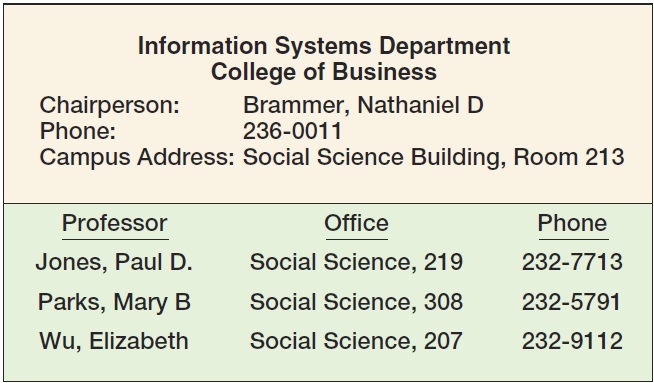 Information Systems Department
College of Business
Chairperson: Brammer, Nathaniel D
Phone: 236-0011
Campus Address: Social Science Building, Room 213
Professor Office Phone
Jones, Paul D. Social Science, 219 232-7713
Parks, Mary B Social Science, 308 232-5791
Wu, Elizabeth Social Science, 207 232-9112